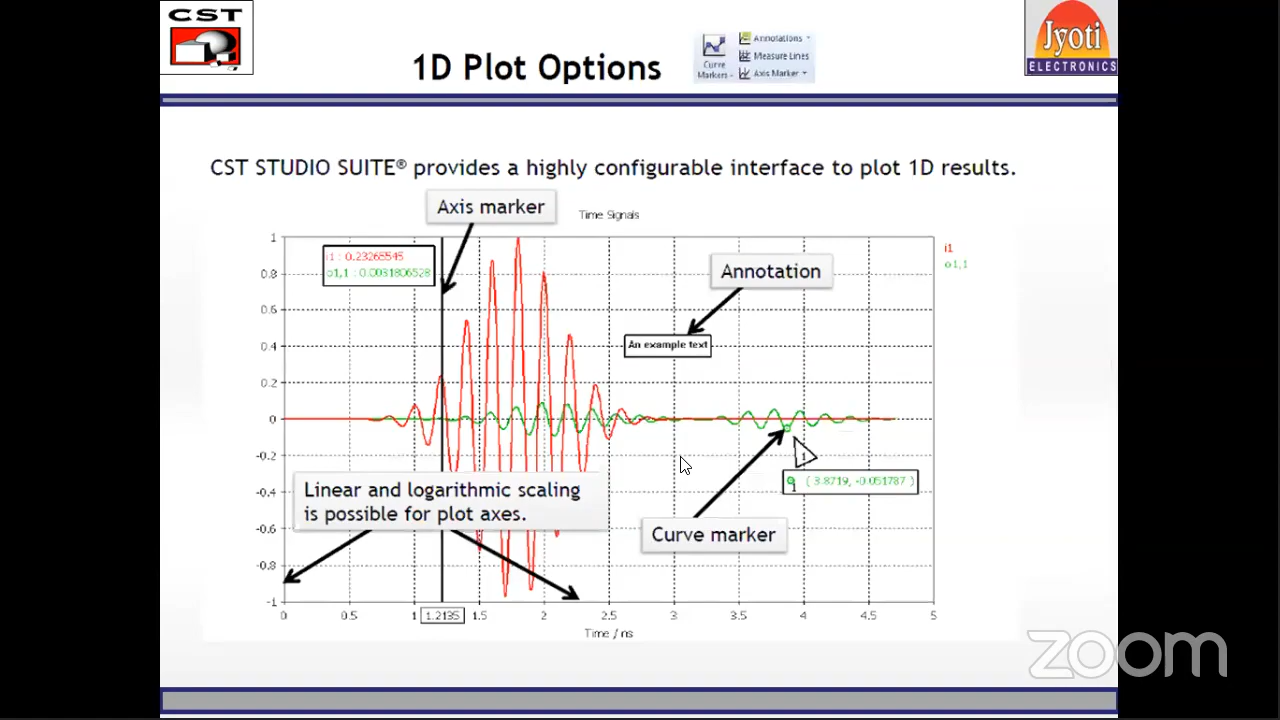 CST
1D Plot Options
Curve
Markers
Annotations
Measure Lines
Axis Marker
Jyoti
ELECTRONICS
CST STUDIO SUITE® provides a highly configurable interface to plot 1D results.
Axis marker
Time Signals
i1 : 0.23265545
o1,1 : 0.0031806528
i1
o1,1
Annotation
An example text
1
0.8
0.6
0.4
0.2
0
-0.2
-0.4
-0.6
-0.8
-1
Linear and logarithmic scaling
is possible for plot axes.
1
1 ( 3.8719, -0.051787 )
Curve marker
0 0.5 1 1.2135 1.5 2 2.5 3 3.5 4 4.5 5
Time / ns
zoom